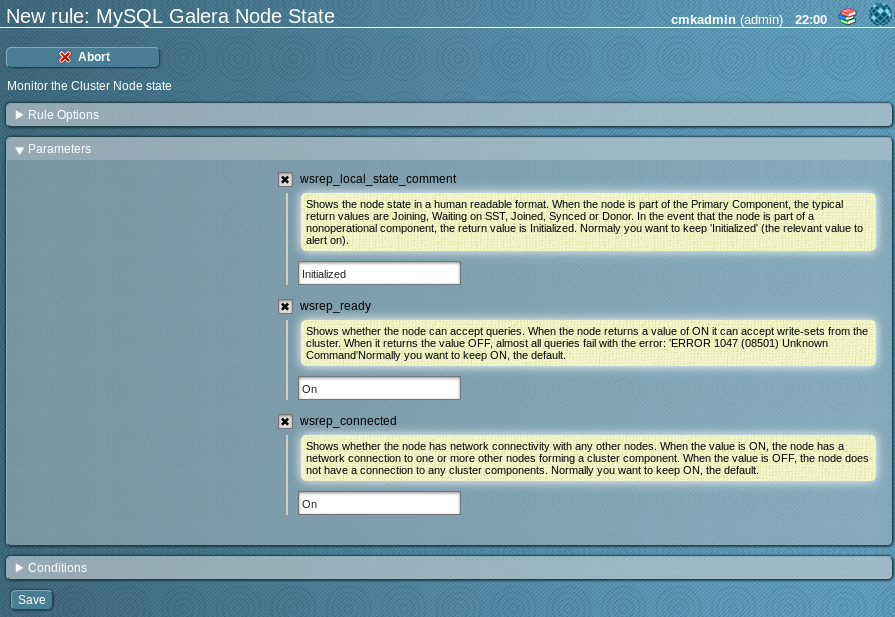 New rule: MySQL Galera Node State
cmkadmin (admin) 22:00
Abort
Monitor the Cluster Node state
Rule Options
Parameters
wsrep_local_state_comment
Shows the node state in a human readable format. When the node is part of the Primary Component, the typical
return values are Joining, Waiting on SST, Joined, Synced or Donor. In the event that the node is part of a
nonoperational component, the return value is Initialized. Normaly you want to keep 'Initialized' (the relevant value to
alert on).
Initialized
wsrep_ready
Shows whether the node can accept queries. When the node returns a value of ON it can accept write-sets from the
cluster. When it returns the value OFF, almost all queries fail with the error: 'ERROR 1047 (08501) Unknown
Command'Normally you want to keep ON, the default.
On
wsrep_connected
Shows whether the node has network connectivity with any other nodes. When the value is ON, the node has a
network connection to one or more other nodes forming a cluster component. When the value is OFF, the node does
not have a connection to any cluster components. Normally you want to keep ON, the default.
On
Conditions
Save